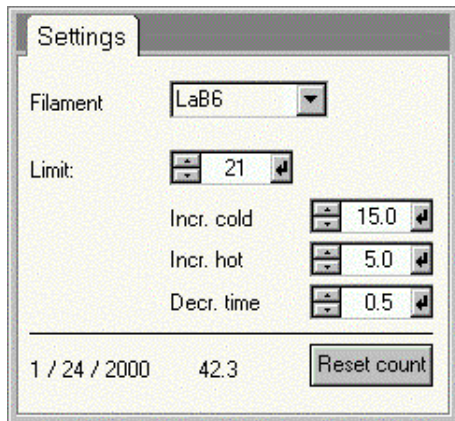 Settings
Filament LaB6
Limit: 21
Incr. cold 15.0
Incr. hot 5.0
Decr. time 0.5
1 / 24 / 2000 42.3 Reset count